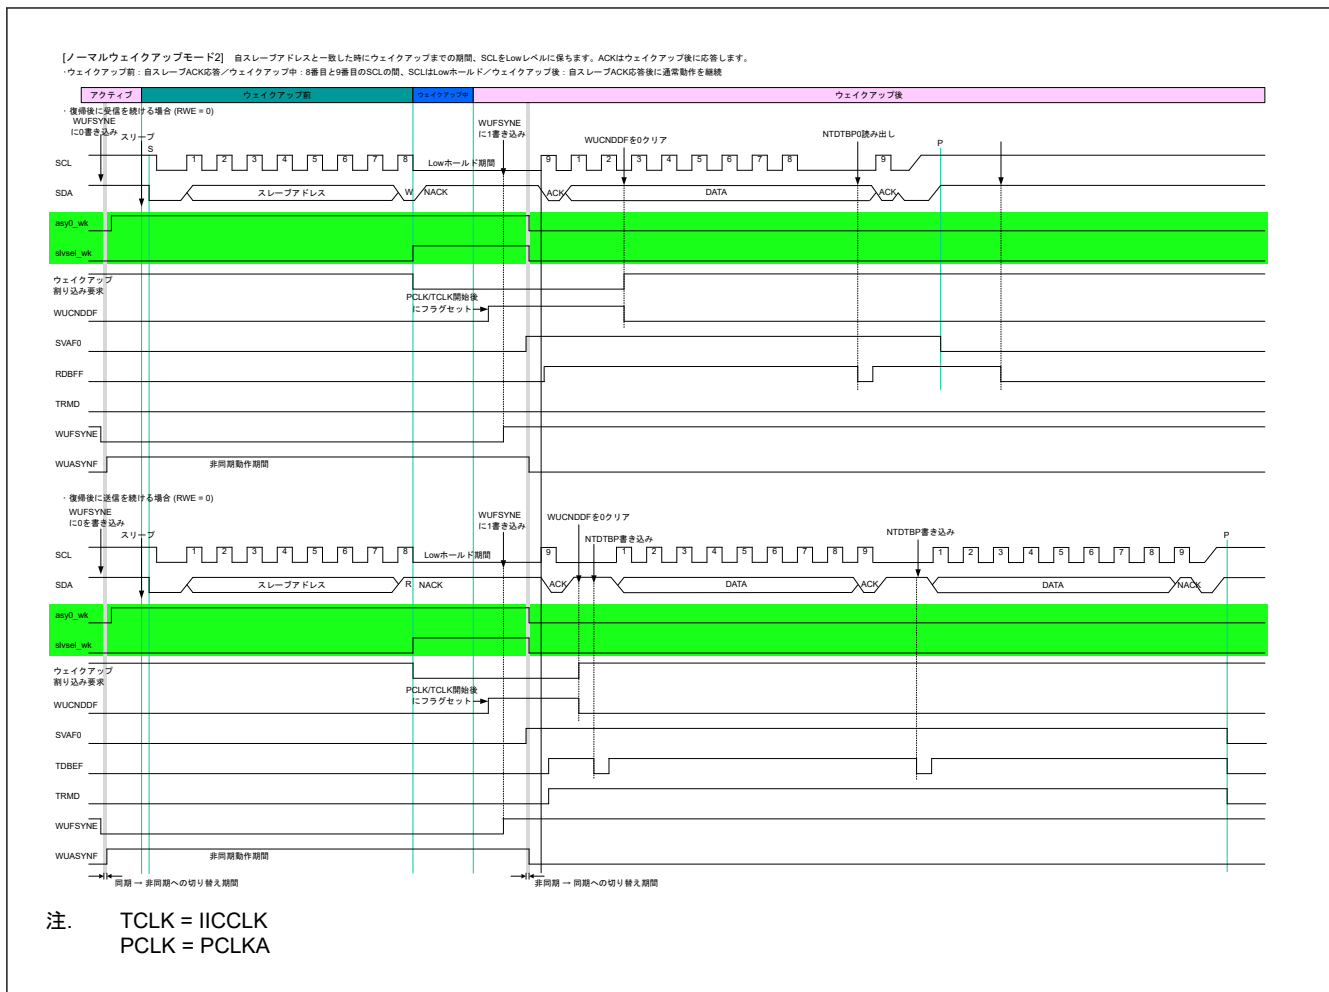 [ノーマルウェイクアップモード2] 自スレーブアドレスと一致した時にウェイクアップまでの期間、SCLをLowレベルに保ちます。ACKはウェイクアップ後に応答します。
・ウェイクアップ前：自スレーブACK応答／ウェイクアップ中：8番目と9番目のSCLの間、SCLはLowホールド／ウェイクアップ後：自スレーブACK応答後に通常動作を継続
アクティブ ウェイクアップ前 ウェイクアップ中 ウェイクアップ後
・復帰後に受信を続ける場合 (RWE = 0)
WUFSYNE
に0書き込み
スリープ
WUFSYNE
に1書き込み
WUCNDDFを0クリア
NTDTBP0読み出し
S P
SCL 1 2 3 4 5 6 7 8 Lowホールド期間 9 1 2 3 4 5 6 7 8 9
SDA スレーブアドレス W NACK ACK DATA ACK
asy0_wk
slvsel_wk
ウェイクアップ
割り込み要求
PCLK/TCLK開始後
にフラグセット
WUCNDDF
SVAF0
RDBFF
TRMD
WUFSYNE
WUASYNF 非同期動作期間
・復帰後に送信を続ける場合 (RWE = 0)
WUFSYNE
に0を書き込み
スリープ
WUFSYNE
に1書き込み
WUCNDDFを0クリア
NTDTBP書き込み
NTDTBP書き込み
P
SCL 1 2 3 4 5 6 7 8 Lowホールド期間 9 1 2 3 4 5 6 7 8 9 1 2 3 4 5 6 7 8 9
SDA スレーブアドレス R NACK ACK DATA ACK DATA NACK
asy0_wk
slvsel_wk
ウェイクアップ
割り込み要求
PCLK/TCLK開始後
にフラグセット
WUCNDDF
SVAF0
TDBEF
TRMD
WUFSYNE
WUASYNF 非同期動作期間
同期 → 非同期への切り替え期間 非同期 → 同期への切り替え期間
注. TCLK = IICCLK
PCLK = PCLKA